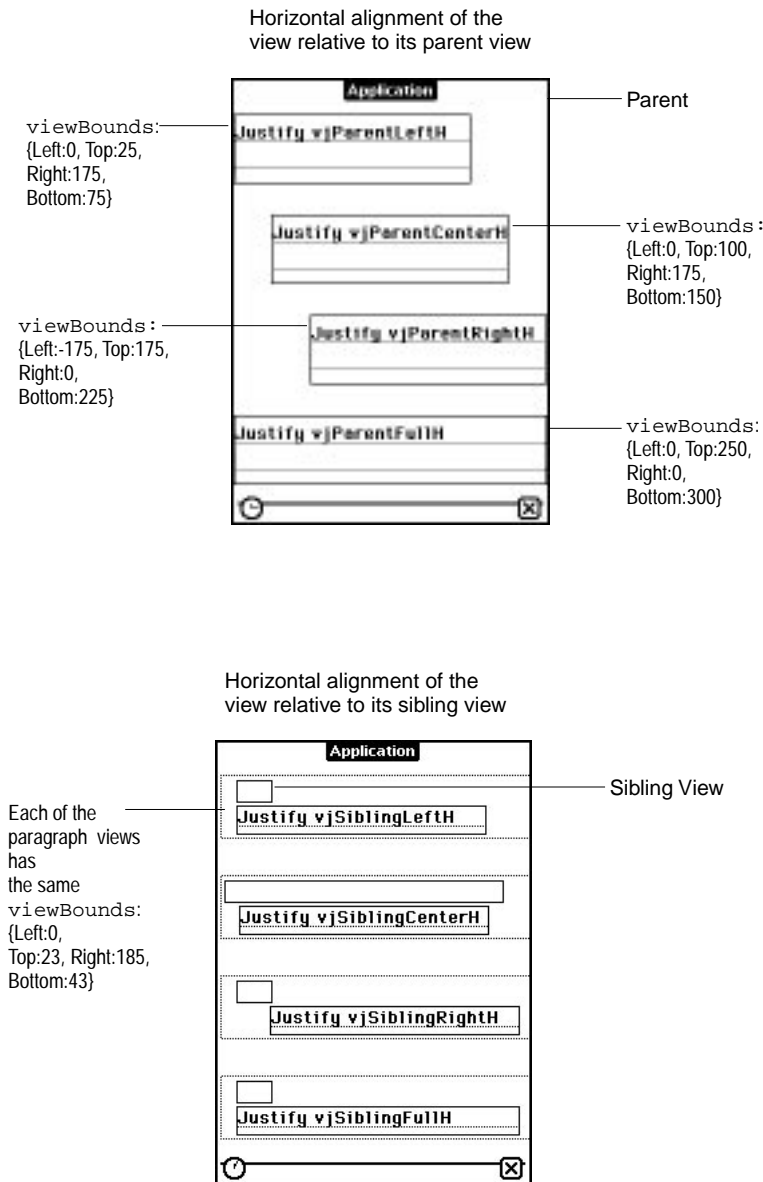 Horizontal alignment of the
view relative to its parent view
Application
Parent
viewBounds:
{Left:0, Top:25,
Right:175,
Bottom:75}
Justify vjParentLeftH
Justify vjParentCenterH
viewBounds:
{Left:0, Top:100,
Right:175,
Bottom:150}
viewBounds:
{Left:-175, Top:175,
Right:0,
Bottom:225}
Justify vjParentRightH
Justify vjParentFullH
viewBounds:
{Left:0, Top:250,
Right:0,
Bottom:300}
Horizontal alignment of the
view relative to its sibling view
Application
Sibling View
Each of the
paragraph views
has
the same
viewBounds:
{Left:0,
Top:23, Right:185,
Bottom:43}
Justify vjSiblingLeftH
Justify vjSiblingCenterH
Justify vjSiblingRightH
Justify vjSiblingFullH